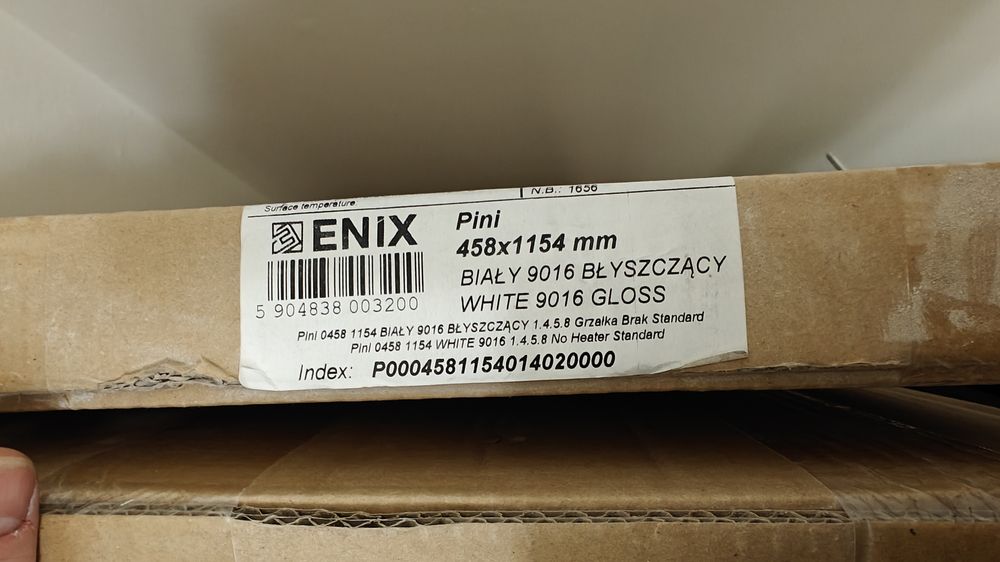 Surface temperature
N.B.: 1656
ENIX
Pini
458x1154 mm
BIAŁY 9016 BŁYSZCZĄCY
WHITE 9016 GLOSS
5 904838 003200
Pini 0458 1154 BIAŁY 9016 BŁYSZCZĄCY 1.4.5.8 Grzałka Brak Standard
Pini 0458 1154 WHITE 9016 1.4.5.8 No Heater Standard
Index: P0004581154014020000